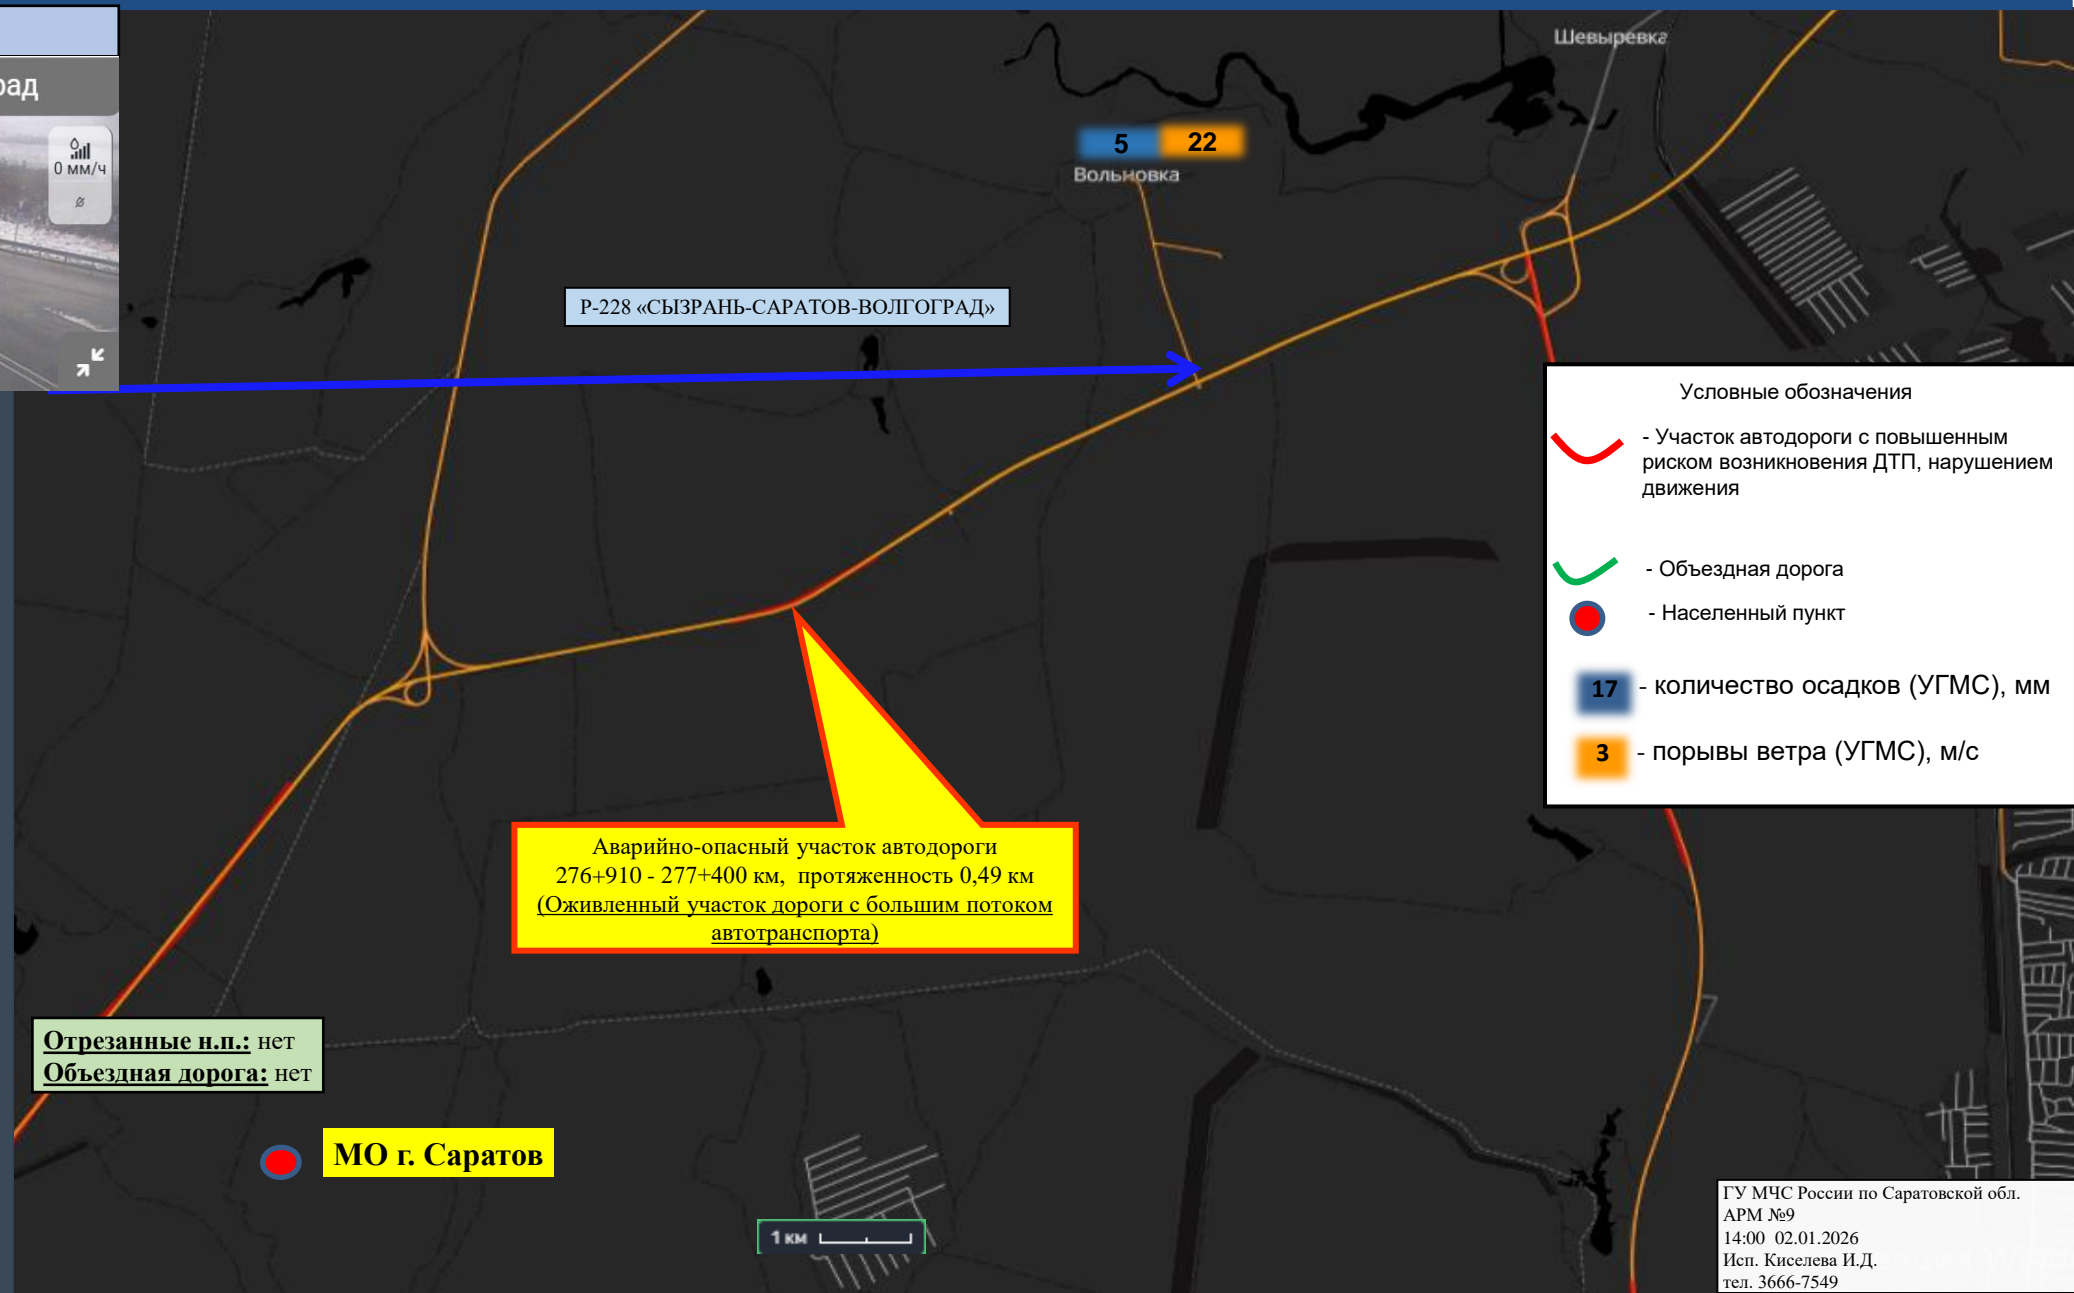 рад
0 мм/ч
Шевыревка
5 22
Вольновка
Р-228 «СЫЗРАНЬ-САРАТОВ-ВОЛГОГРАД»
Условные обозначения
- Участок автодороги с повышенным
риском возникновения ДТП, нарушением
движения
- Объездная дорога
- Населенный пункт
17 - количество осадков (УГМС), мм
3 - порывы ветра (УГМС), м/с
Аварийно-опасный участок автодороги
276+910 - 277+400 км, протяженность 0,49 км
(Оживленный участок дороги с большим потоком
автотранспорта)
Отрезанные н.п.: нет
Объездная дорога: нет
МО г. Саратов
1 км
ГУ МЧС России по Саратовской обл.
АРМ №9
14:00 02.01.2026
Исп. Киселева И.Д.
тел. 3666-7549